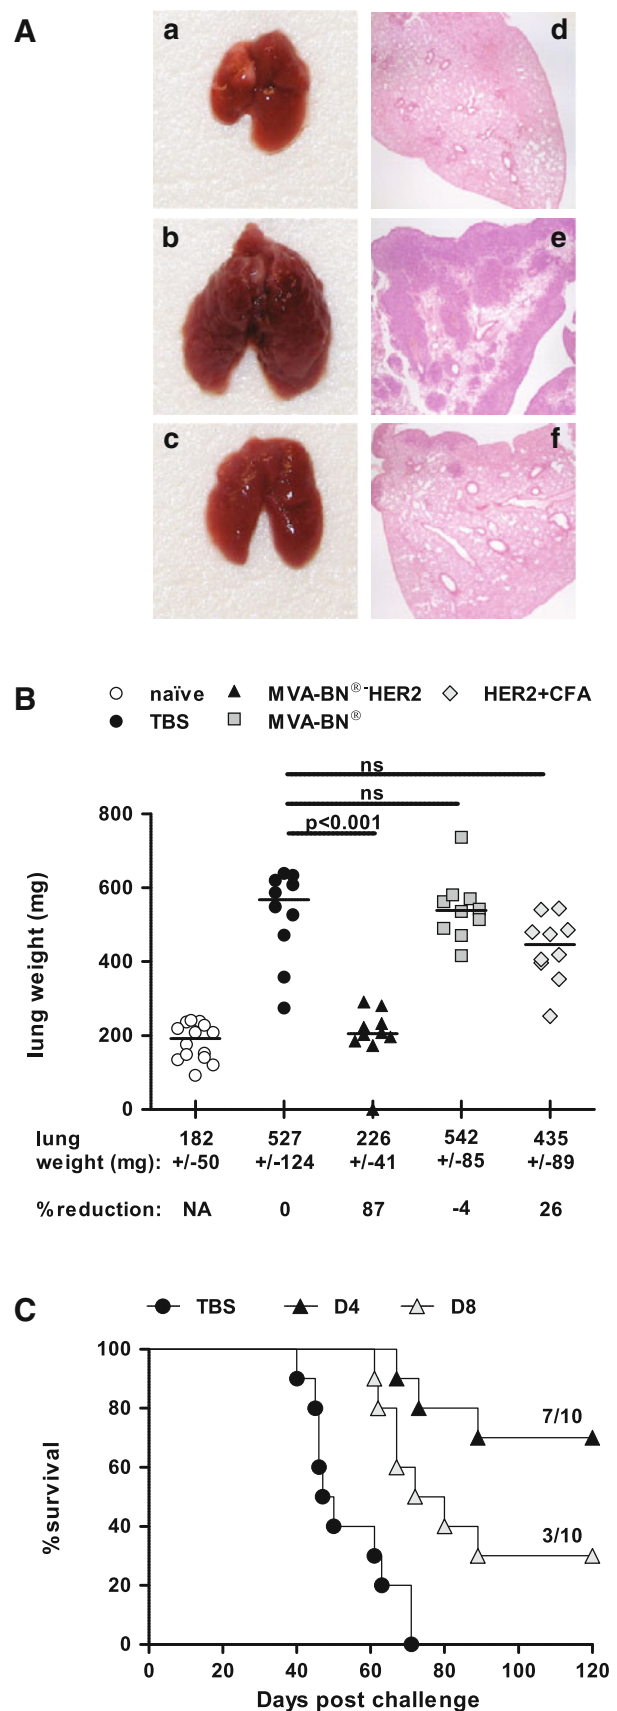 A
a
d
b
e
c
f
B
naïve
MVA-BN®-HER2
HER2+CFA
TBS
MVA-BN®
ns
ns
p<0.001
lung weight (mg)
800
600
400
200
0
lung 182 527 226 542 435
weight (mg): +/-50 +/-124 +/-41 +/-85 +/-89
%reduction: NA 0 87 -4 26
C
TBS D4 D8
%survival
100
80
60
40
20
0
7/10
3/10
0 20 40 60 80 100 120
Days post challenge